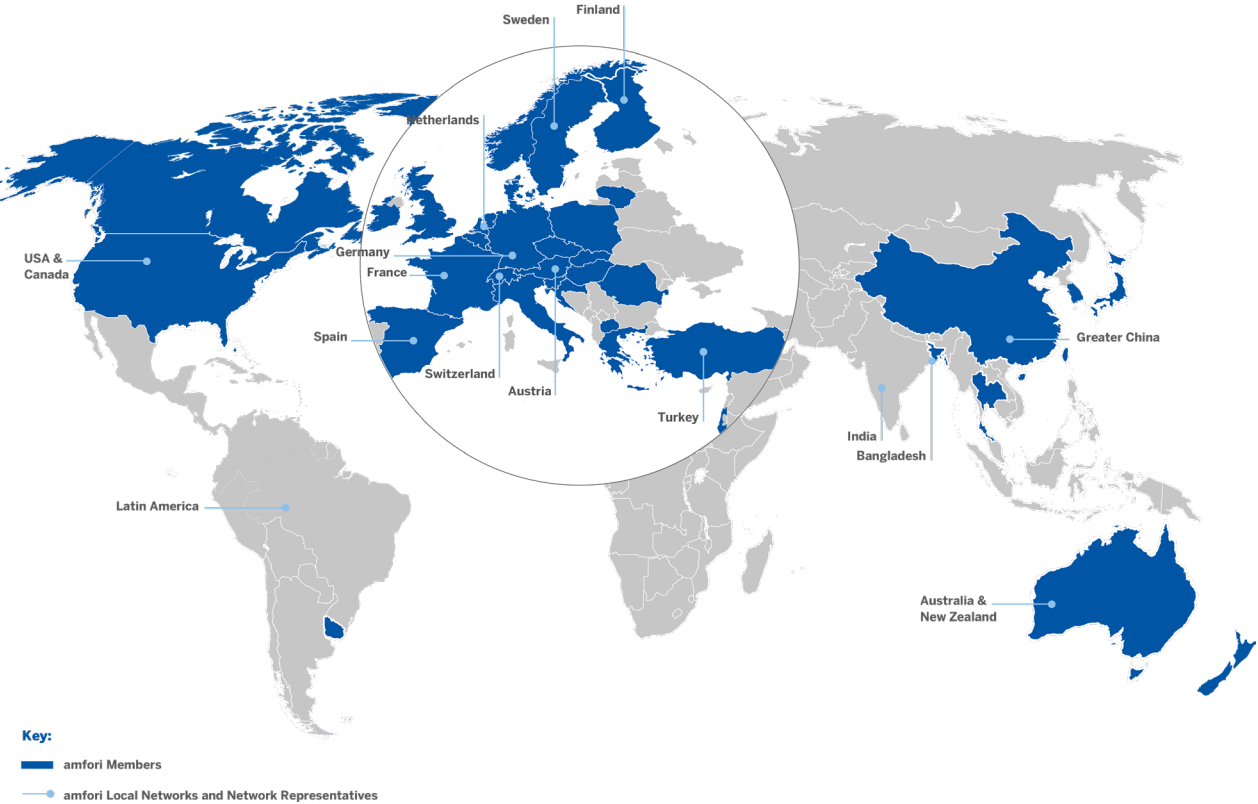 Finland
Sweden
Netherlands
Germany
USA &
Canada
France
Spain
Greater China
Switzerland
Austria
Turkey
India
Bangladesh
Latin America
Australia &
New Zealand
Key:
amfori Members
amfori Local Networks and Network Representatives